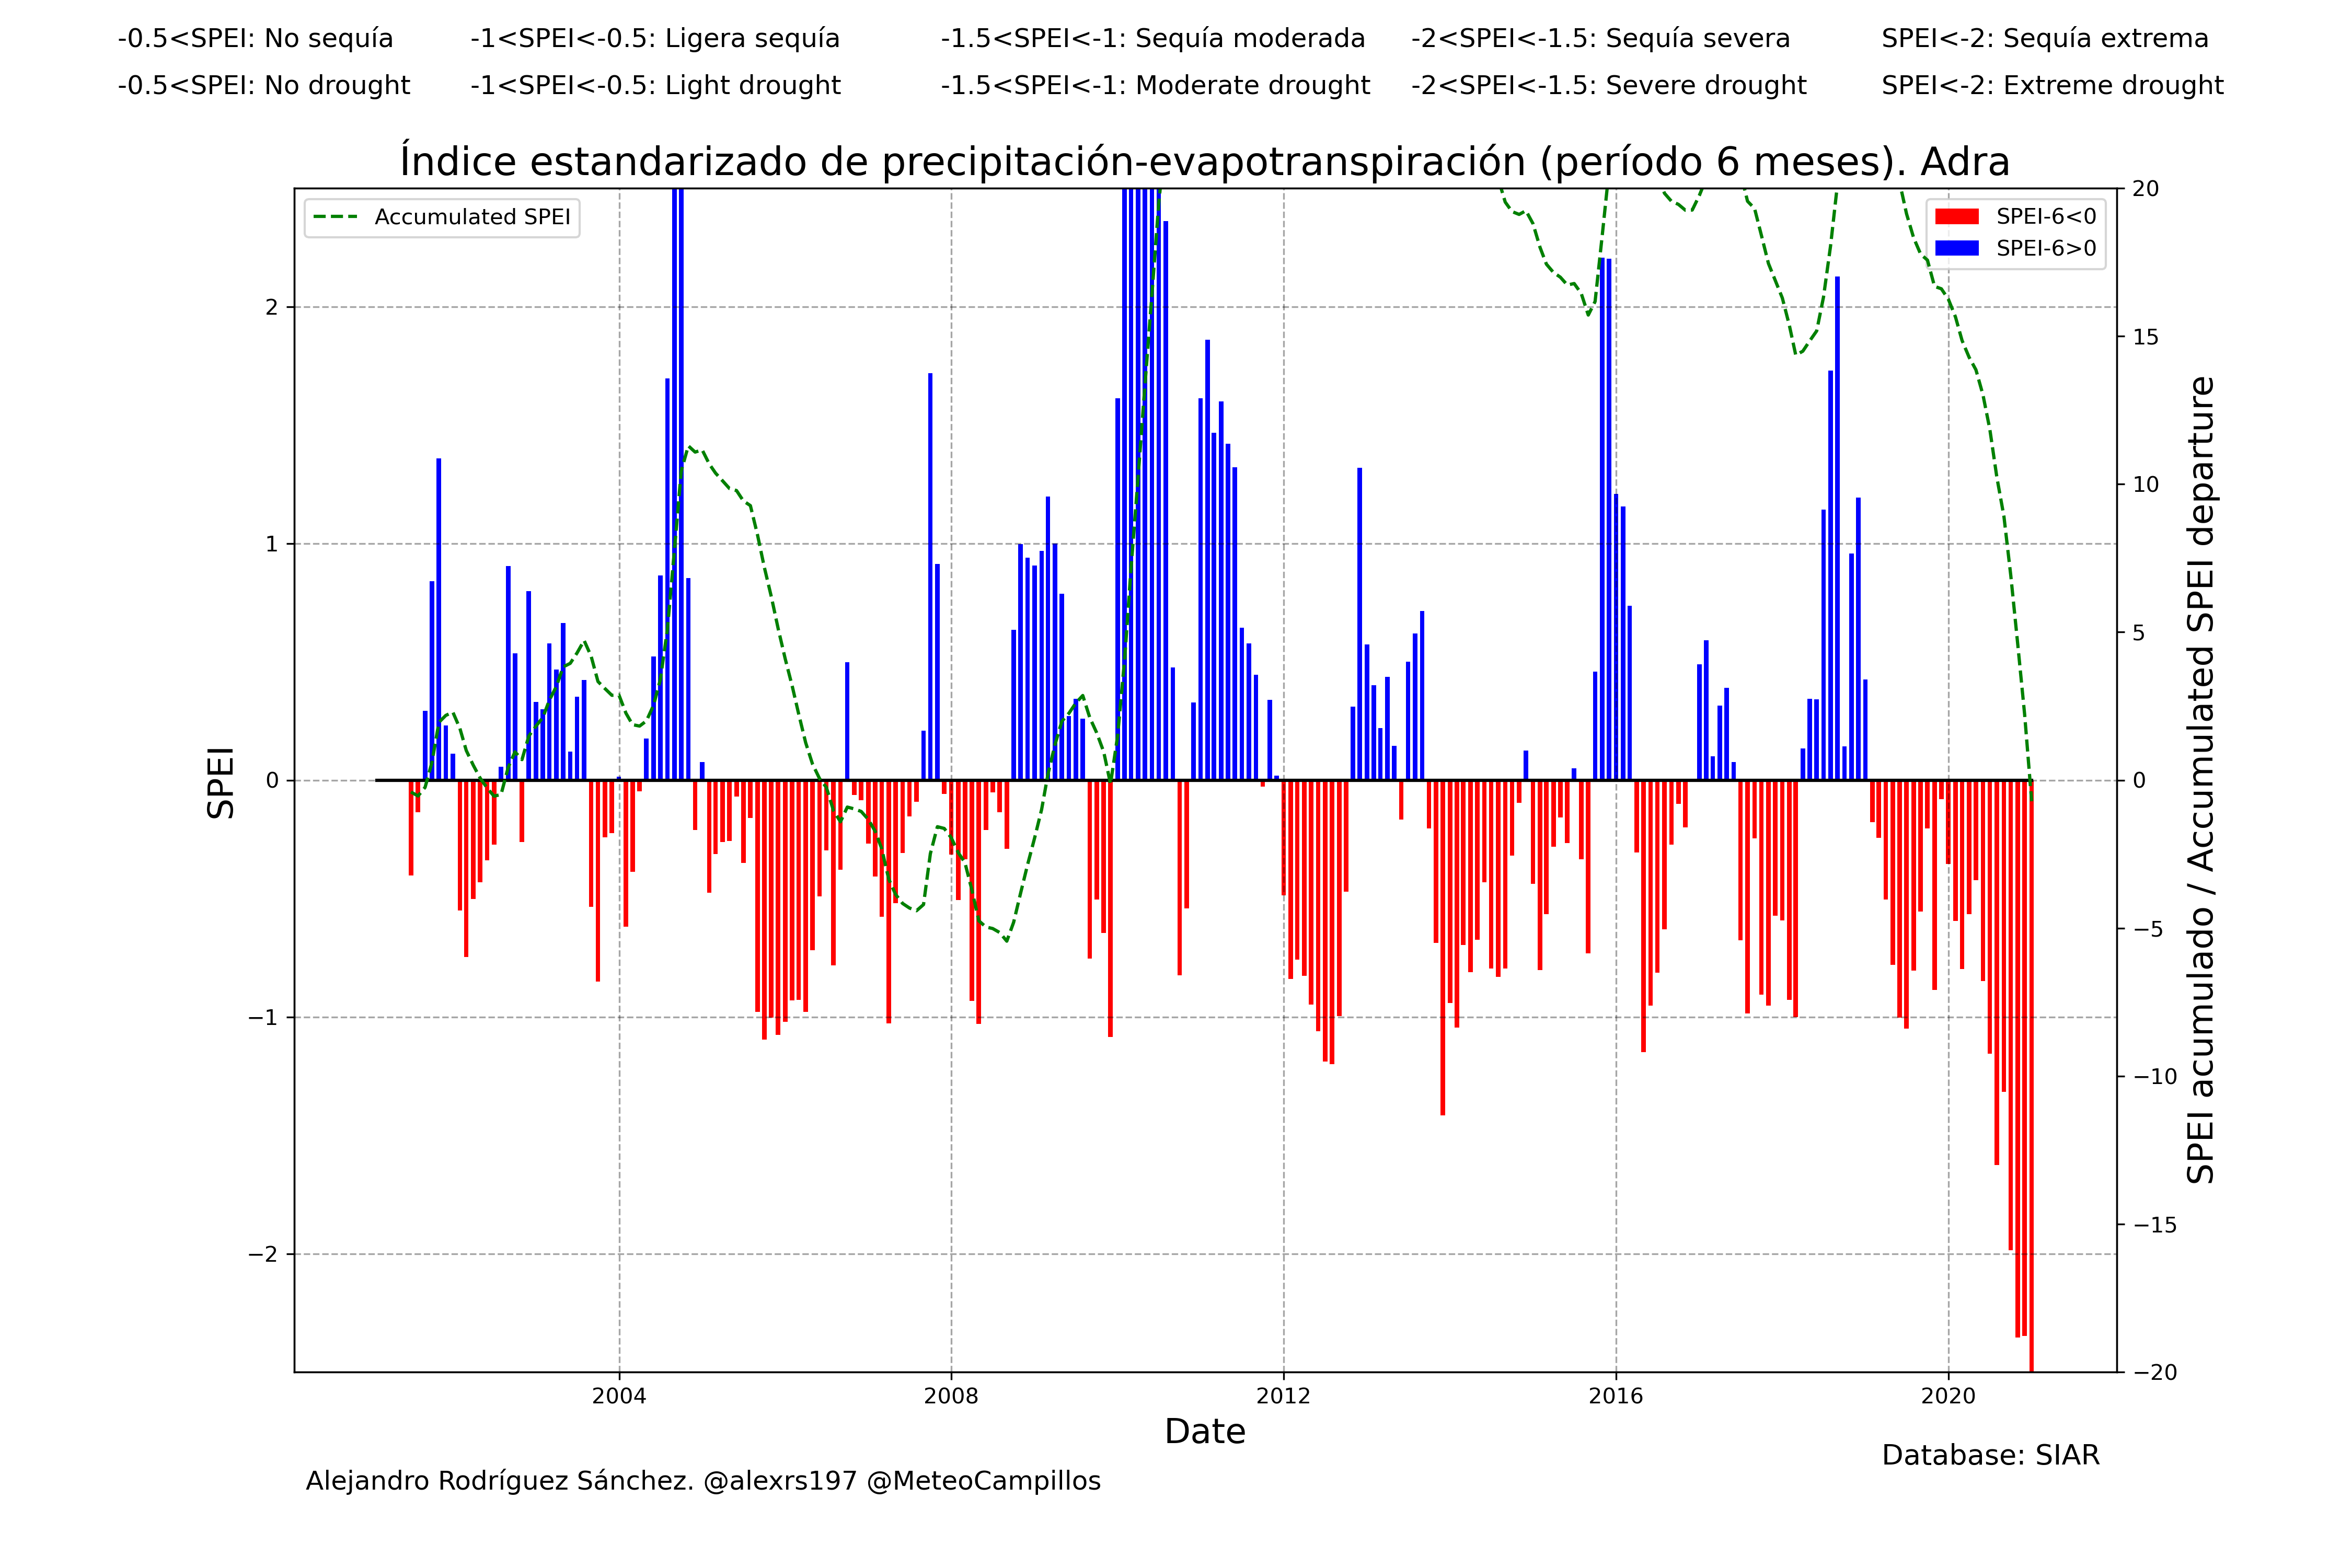 -0.5<SPEI: No sequía -1<SPEI<-0.5: Ligera sequía -1.5<SPEI<-1: Sequía moderada -2<SPEI<-1.5: Sequía severa SPEI<-2: Sequía extrema
-0.5<SPEI: No drought -1<SPEI<-0.5: Light drought -1.5<SPEI<-1: Moderate drought -2<SPEI<-1.5: Severe drought SPEI<-2: Extreme drought
Índice estandarizado de precipitación-evapotranspiración (período 6 meses). Adra
Accumulated SPEI
SPEI-6<0
SPEI-6>0
SPEI
2
1
0
−1
−2
20
15
10
5
0
−5
−10
−15
−20
SPEI acumulado / Accumulated SPEI departure
2004 2008 2012 2016 2020
Date
Database: SIAR
Alejandro Rodríguez Sánchez. @alexrs197 @MeteoCampillos